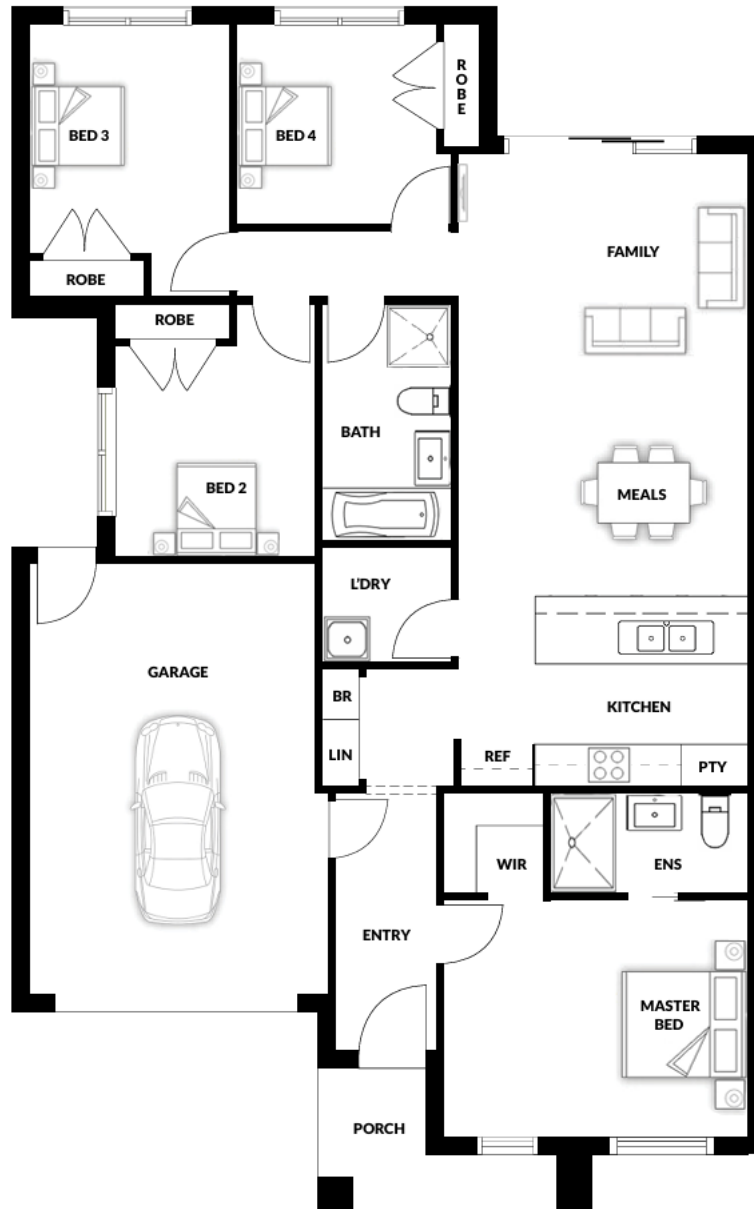 R
O
B
E
BED 3
BED 4
FAMILY
ROBE
ROBE
BATH
BED 2
MEALS
L'DRY
GARAGE
BR
KITCHEN
LIN
REF
PTY
WIR
ENS
ENTRY
MASTER
BED
PORCH